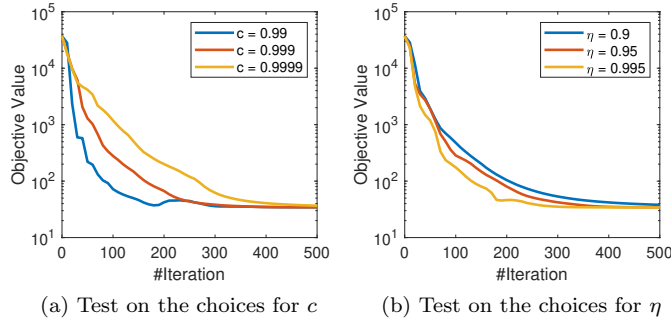 10^5
10^4
10^3
10^2
10^1
Objective Value
c = 0.99
c = 0.999
c = 0.9999
0 100 200 300 400 500
#Iteration
(a) Test on the choices for c
10^5
10^4
10^3
10^2
10^1
Objective Value
η = 0.9
η = 0.95
η = 0.995
0 100 200 300 400 500
#Iteration
(b) Test on the choices for η